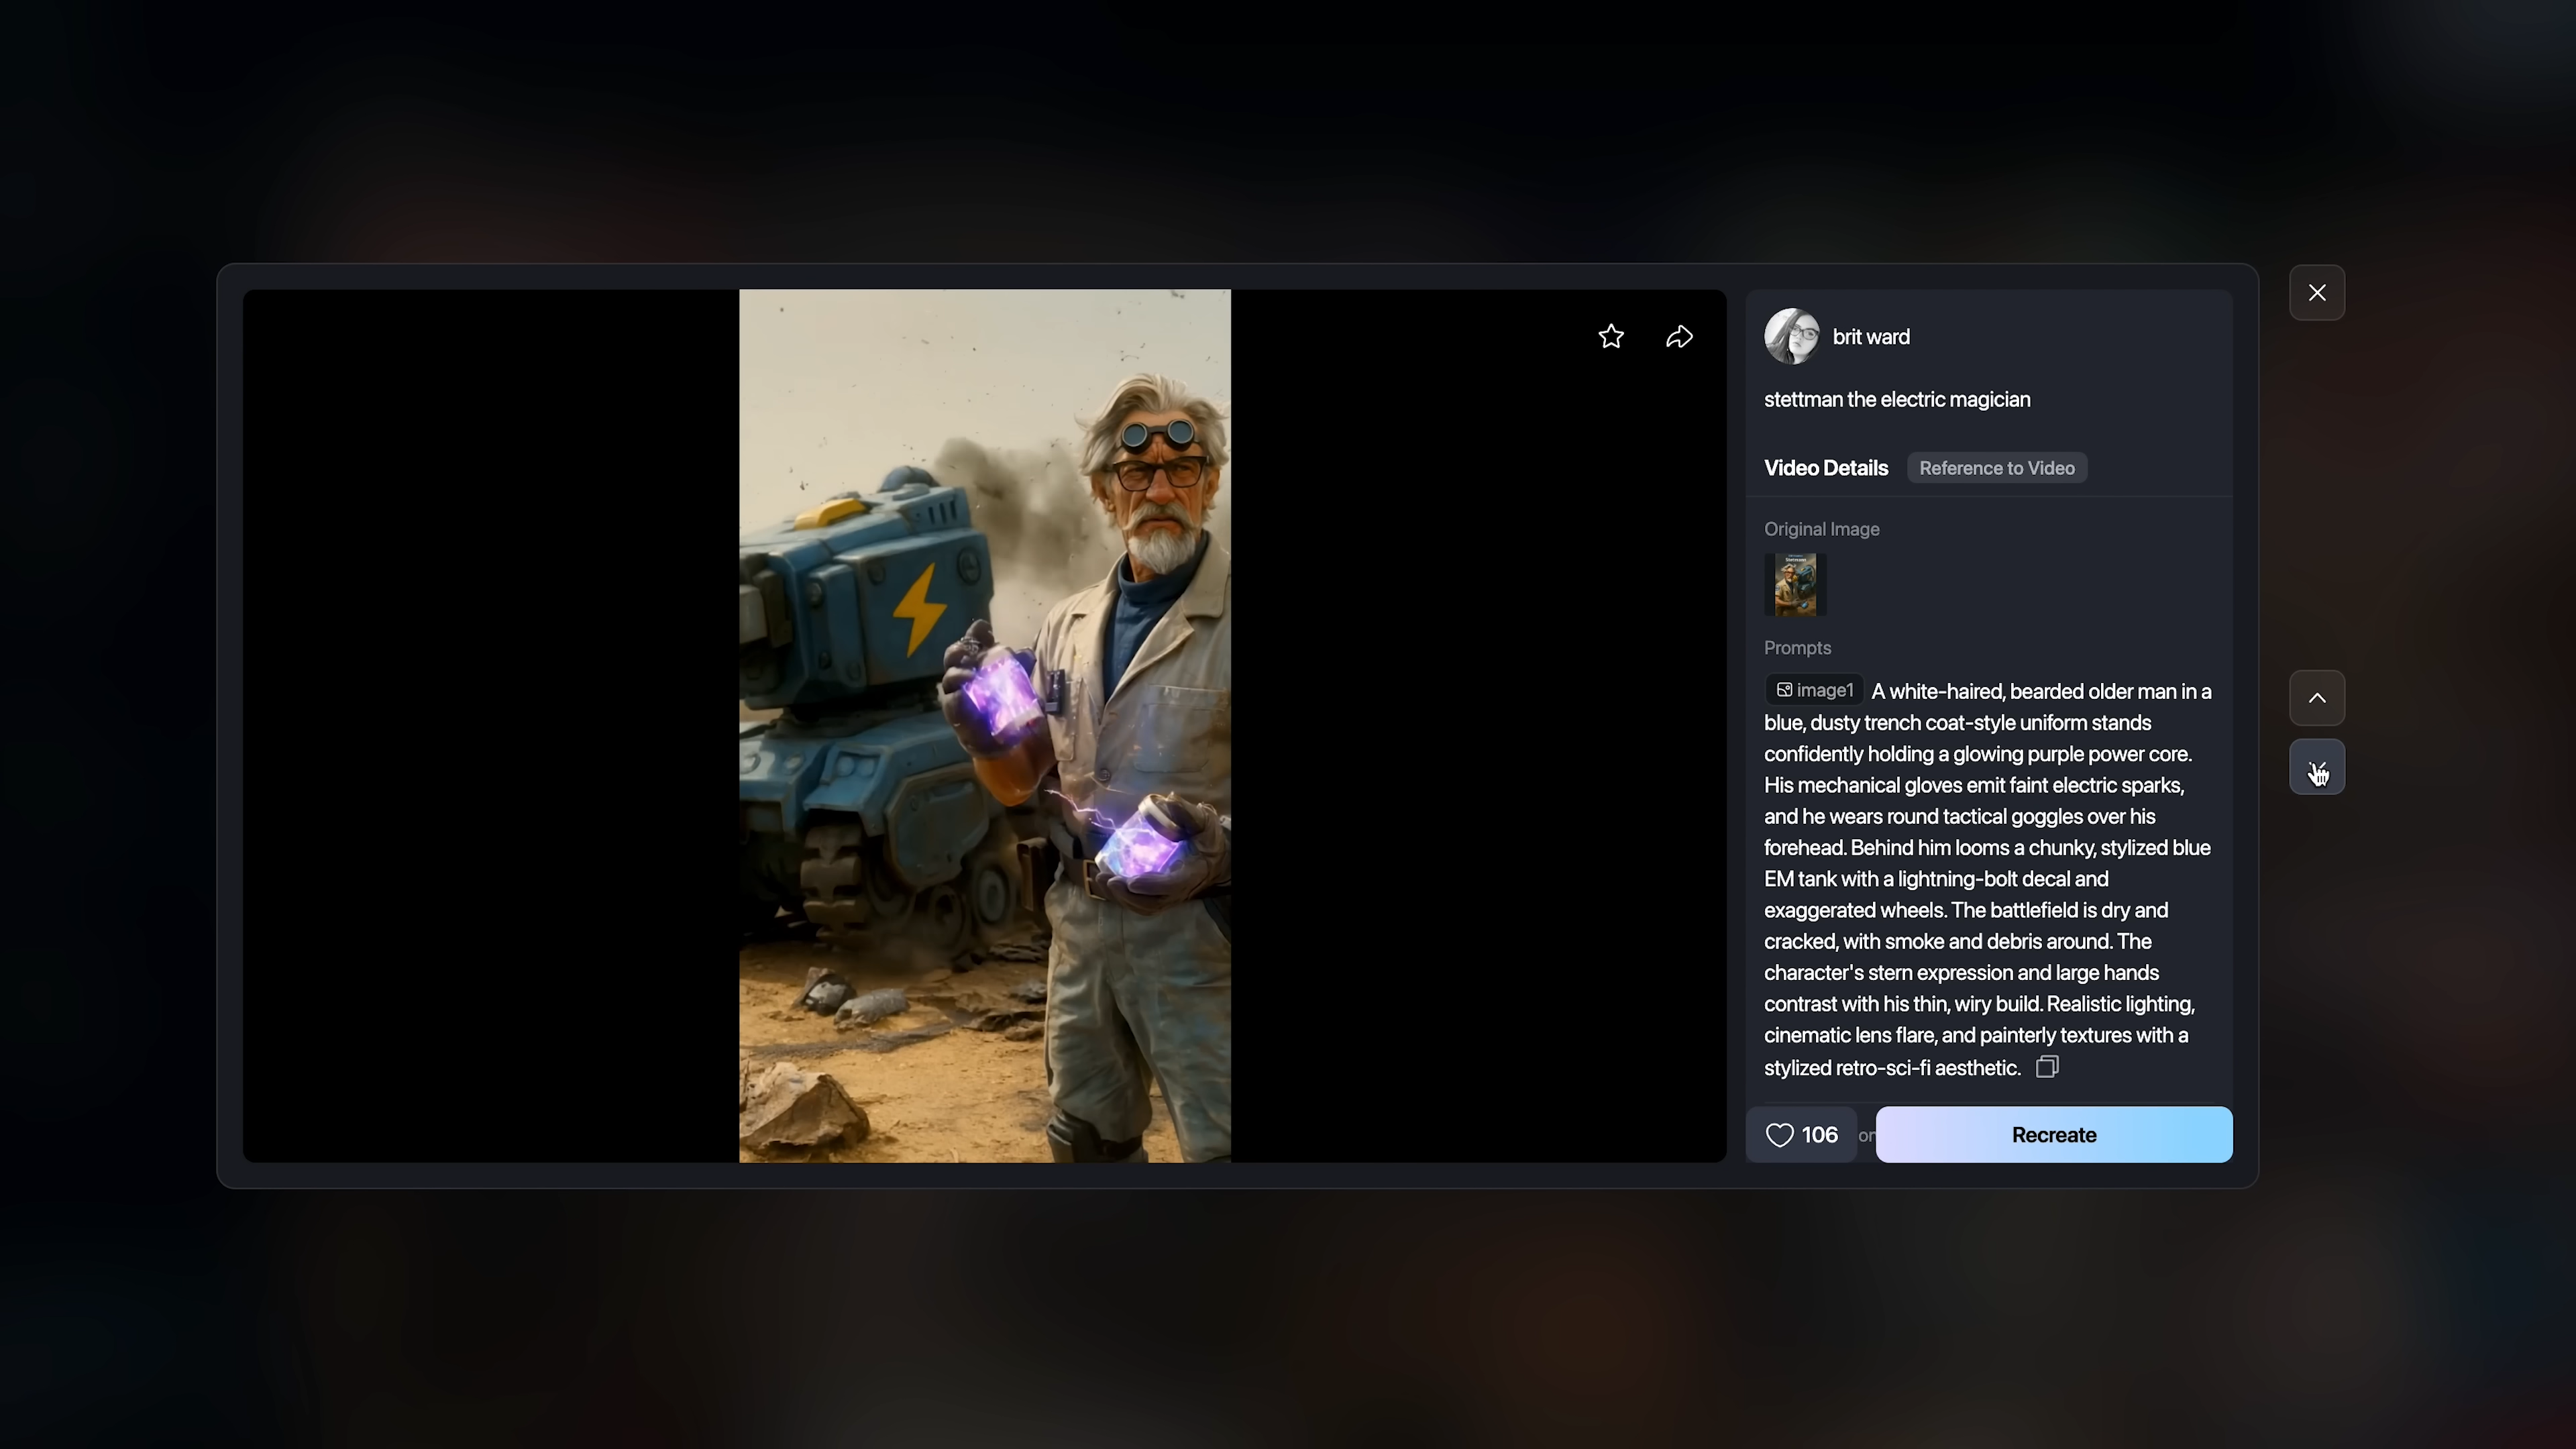 brit ward
stettman the electric magician
Video Details
Reference to Video
Original Image
Prompts
image1 A white-haired, bearded older man in a
blue, dusty trench coat-style uniform stands
confidently holding a glowing purple power core.
His mechanical gloves emit faint electric sparks,
and he wears round tactical goggles over his
forehead. Behind him looms a chunky, stylized blue
EM tank with a lightning-bolt decal and
exaggerated wheels. The battlefield is dry and
cracked, with smoke and debris around. The
character's stern expression and large hands
contrast with his thin, wiry build. Realistic lighting,
cinematic lens flare, and painterly textures with a
stylized retro-sci-fi aesthetic.
106
Recreate